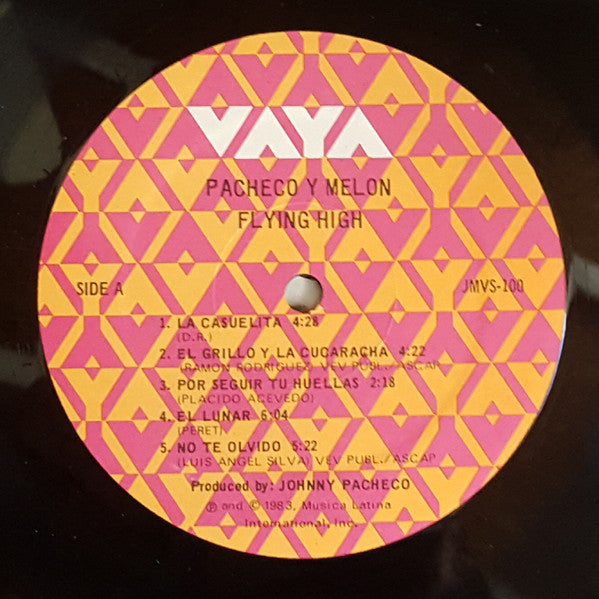 VAYA
PACHECO Y MELON
FLYING HIGH
SIDE A
JMVS-100
1. LA CASUELITA 4:28
(D.R.)
2. EL GRILLO Y LA CUCARACHA 4:22
(RAMON RODRIGUEZ) VEV PUBL./ ASCAP
3. POR SEGUIR TU HUELLAS 2:18
(PLACIDO ACEVEDO)
4. EL LUNAR 6:04
(PERET)
5. NO TE OLVIDO 5:22
(LUIS ANGEL SILVA) VEV PUBL./ ASCAP
Produced by: JOHNNY PACHECO
℗ and © 1983, Musica Latina
International, Inc.